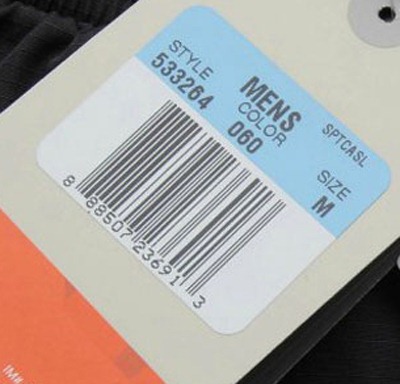 MENS
STYLE COLOR SPTCASL SIZE
533264 060 M
8 88507 23691 3